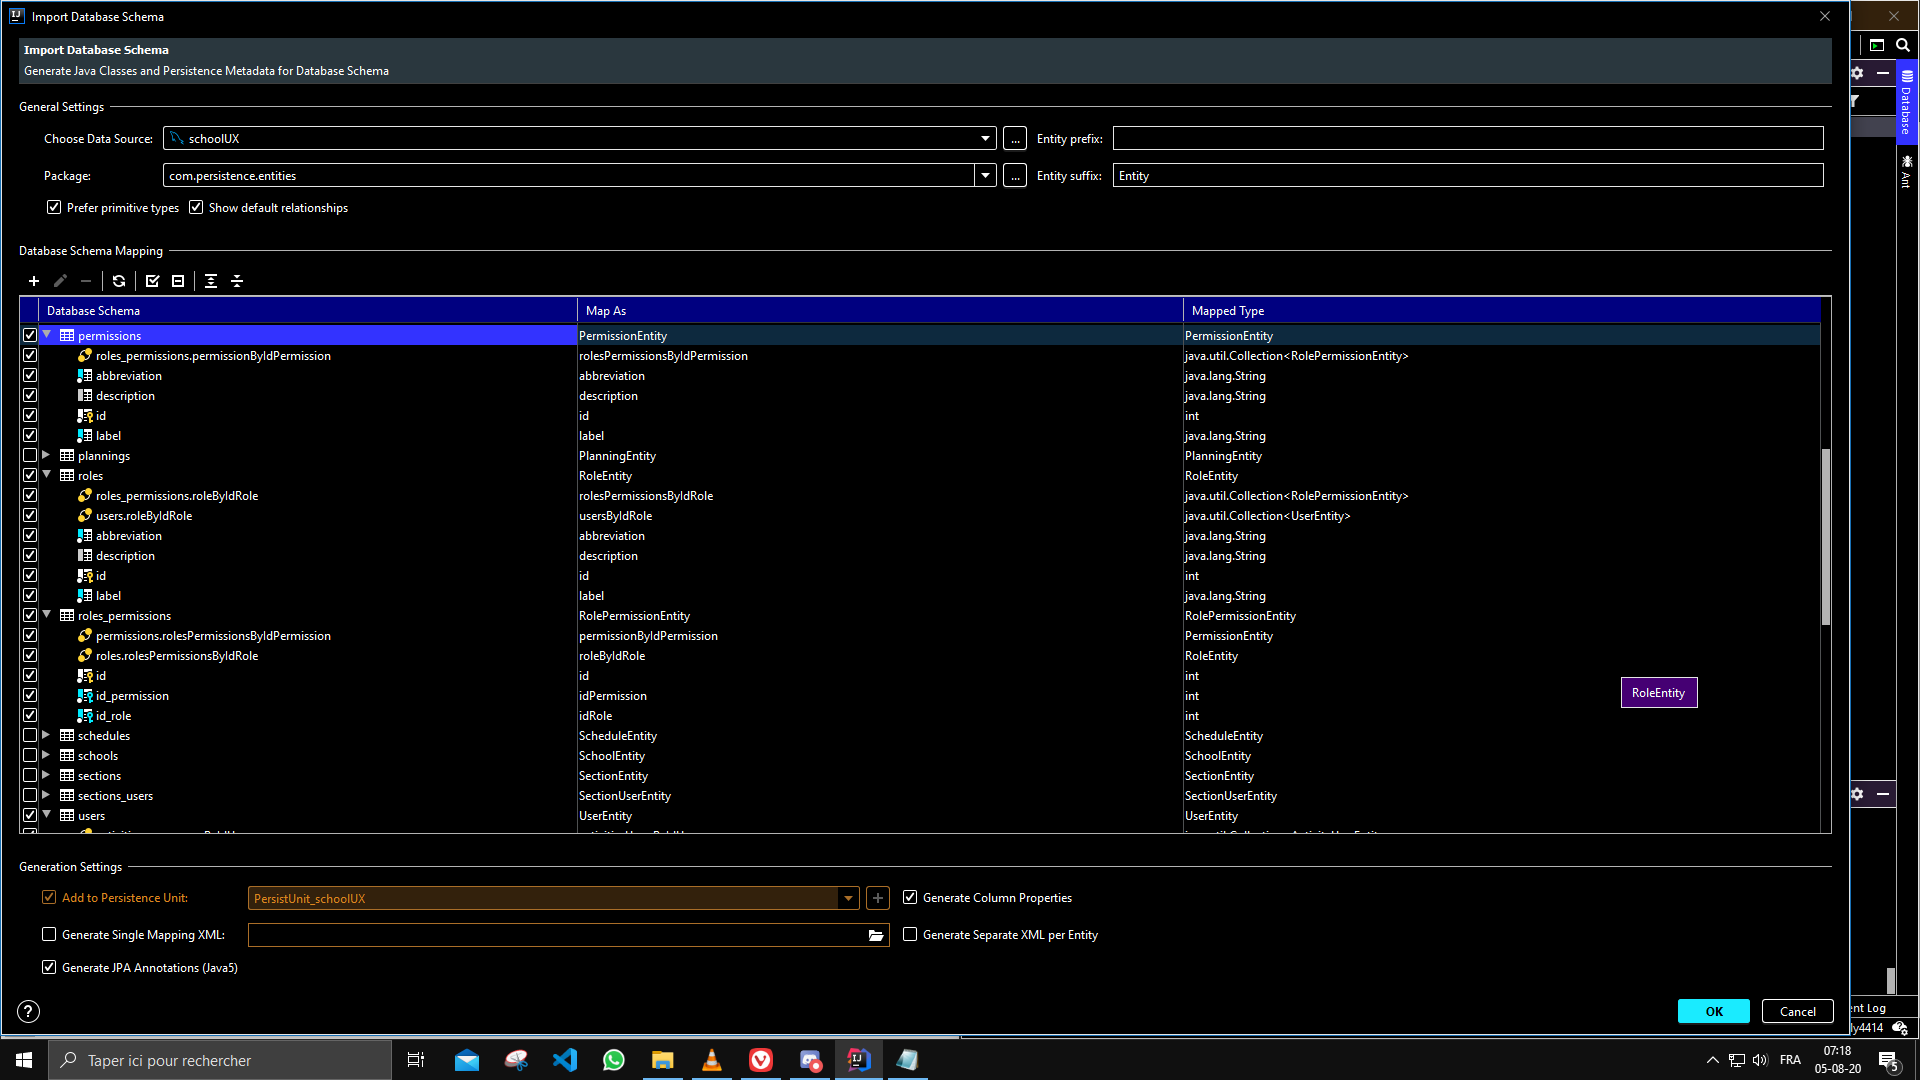 Import Database Schema
Import Database Schema
Generate Java Classes and Persistence Metadata for Database Schema
General Settings
Choose Data Source: schoolUX ... Entity prefix:
Package: com.persistence.entities ... Entity suffix: Entity
Prefer primitive types Show default relationships
Database
Ant
Database Schema Mapping
Database Schema Map As Mapped Type
permissions PermissionEntity PermissionEntity
roles_permissions.permissionByIdPermission rolesPermissionsByIdPermission java.util.Collection<RolePermissionEntity>
abbreviation abbreviation java.lang.String
description description java.lang.String
id id int
label label java.lang.String
plannings PlanningEntity PlanningEntity
roles RoleEntity RoleEntity
roles_permissions.roleByIdRole rolesPermissionsByIdRole java.util.Collection<RolePermissionEntity>
users.roleByIdRole usersByIdRole java.util.Collection<UserEntity>
abbreviation abbreviation java.lang.String
description description java.lang.String
id id int
label label java.lang.String
roles_permissions RolePermissionEntity RolePermissionEntity
permissions.rolesPermissionsByIdPermission permissionByIdPermission PermissionEntity
roles.rolesPermissionsByIdRole roleByIdRole RoleEntity
id id int
id_permission idPermission int
RoleEntity
id_role idRole int
schedules ScheduleEntity ScheduleEntity
schools SchoolEntity SchoolEntity
sections SectionEntity SectionEntity
sections_users SectionUserEntity SectionUserEntity
users UserEntity UserEntity
Generation Settings
Add to Persistence Unit: PersistUnit_schoolUX Generate Column Properties
Generate Single Mapping XML: Generate Separate XML per Entity
Generate JPA Annotations (Java5)
? OK Cancel
ent Log
ly4414
Taper ici pour rechercher
FRA
07:18
05-08-20
5